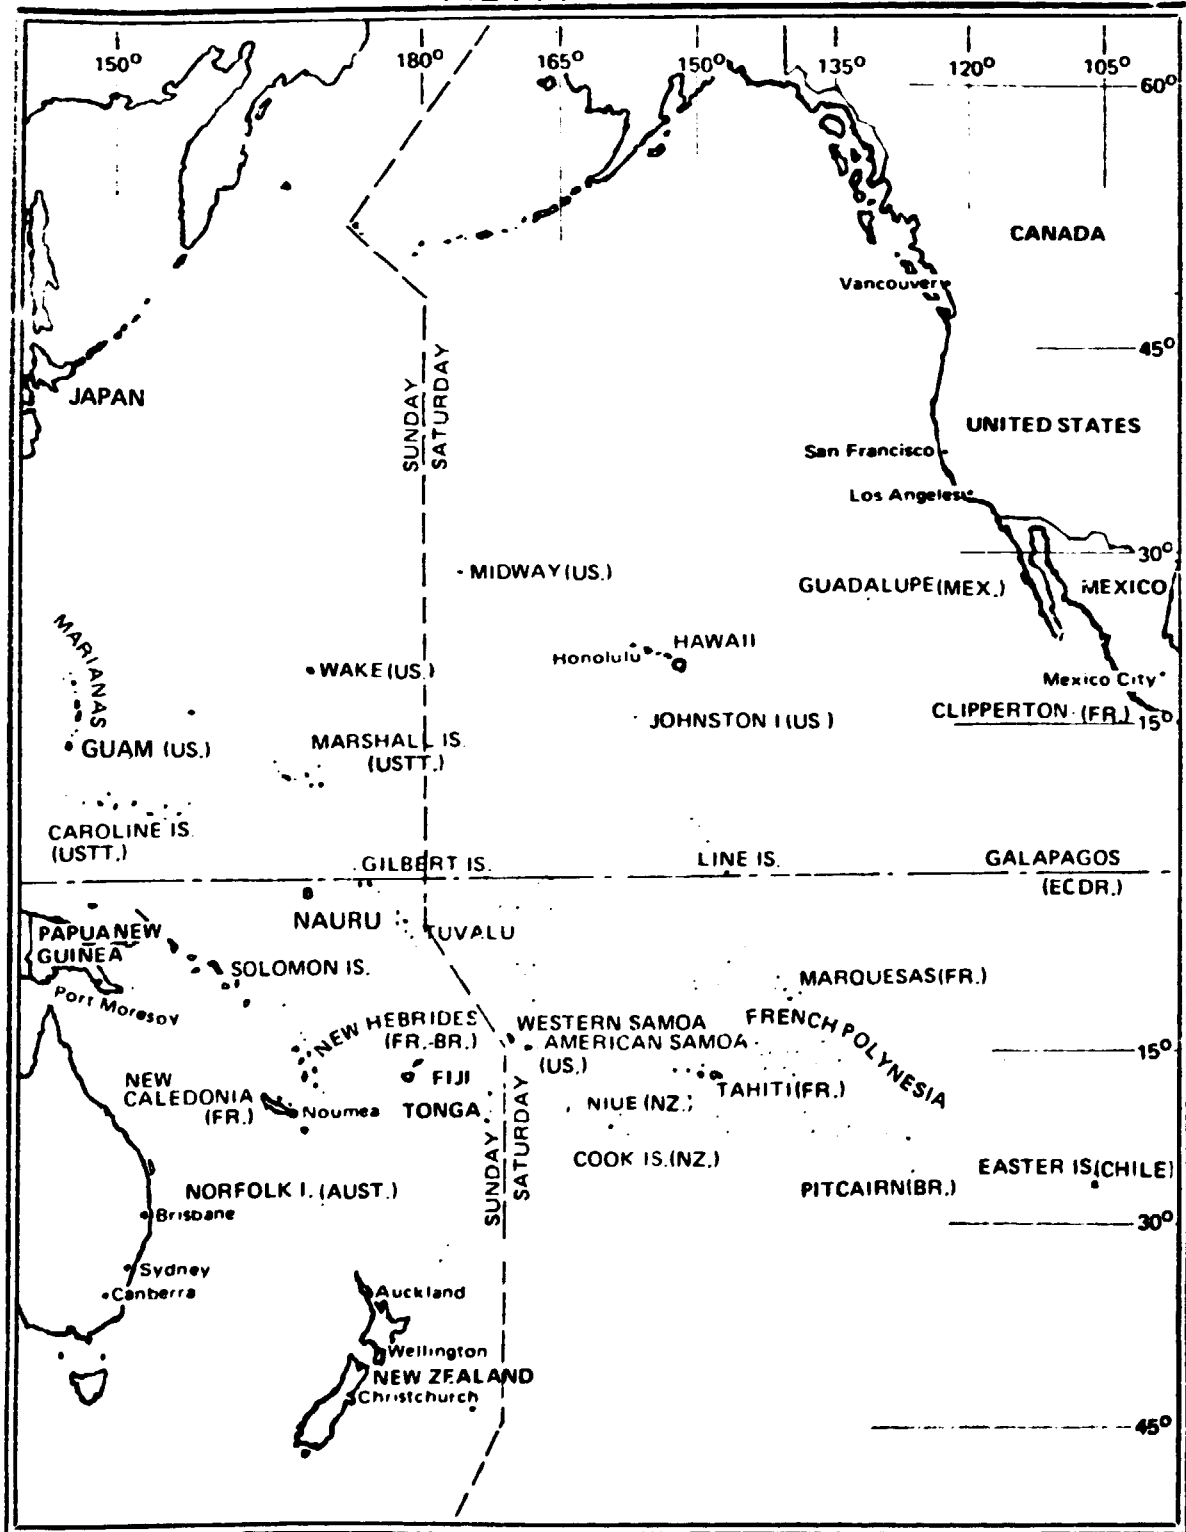 150° 180° 165° 150° 135° 120° 105°
60°
CANADA
Vancouver
45°
JAPAN
SUNDAY
SATURDAY
UNITED STATES
San Francisco
Los Angeles
30°
MIDWAY (US.)
GUADALUPE (MEX.)
MEXICO
MARIANAS
HAWAII
Honolulu
WAKE (US.)
Mexico City
CLIPPERTON (FR.)
15°
JOHNSTON I (US)
GUAM (US.)
MARSHALL IS.
(USTT.)
CAROLINE IS.
(USTT.)
GILBERT IS.
LINE IS.
GALAPAGOS
(ECDR.)
NAURU
TUVALU
PAPUA NEW
GUINEA
SOLOMON IS.
MARQUESAS (FR.)
Port Moresby
NEW HEBRIDES
(FR.-BR.)
WESTERN SAMOA
AMERICAN SAMOA
(US.)
FRENCH POLYNESIA
15°
FIJI
NEW
CALEDONIA
(FR.)
Noumea
TONGA
TAHITI (FR.)
NIUE (NZ.)
SUNDAY
SATURDAY
COOK IS. (NZ.)
EASTER IS. (CHILE)
NORFOLK I. (AUST.)
PITCAIRN (BR.)
Brisbane
30°
Sydney
Canberra
Auckland
Wellington
NEW ZEALAND
Christchurch
45°